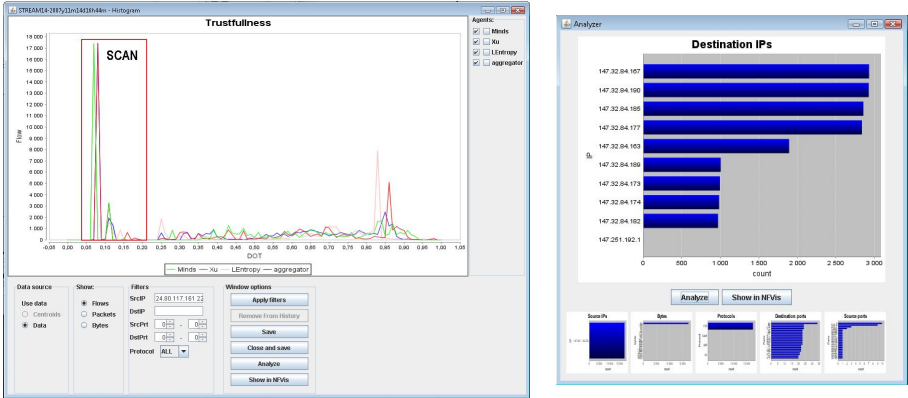 STREAM14-2007y11m14d16h44m - Histogram
Trustfullness
18 000
17 000
16 000
15 000
14 000
13 000
12 000
11 000
10 000
9 000
8 000
7 000
6 000
5 000
4 000
3 000
2 000
1 000
0
Flow
SCAN
-0,05 0,00 0,05 0,10 0,15 0,20 0,25 0,30 0,35 0,40 0,45 0,50 0,55 0,60 0,65 0,70 0,75 0,80 0,85 0,90 0,95 1,00 1,05
DOT
Minds Xu LEntropy aggregator
Agents:
Minds
Xu
LEntropy
aggregator
Data source
Use data
Centroids
Data
Show:
Flows
Packets
Bytes
Filters
SrcIP 24.80.117.161 22
DstIP
SrcPrt 0 - 0
DstPrt 0 - 0
Protocol ALL
Window options
Apply filters
Remove From History
Save
Close and save
Analyze
Show in NFVis
Analyzer
Destination IPs
147.32.84.167
147.32.84.190
147.32.84.185
147.32.84.177
147.32.84.163
147.32.84.189
147.32.84.173
147.32.84.174
147.32.84.182
147.251.192.1
IP
0 500 1 000 1 500 2 000 2 500 3 000
count
Analyze Show in NFVis
Source IPs Bytes Protocols Destination ports Source ports